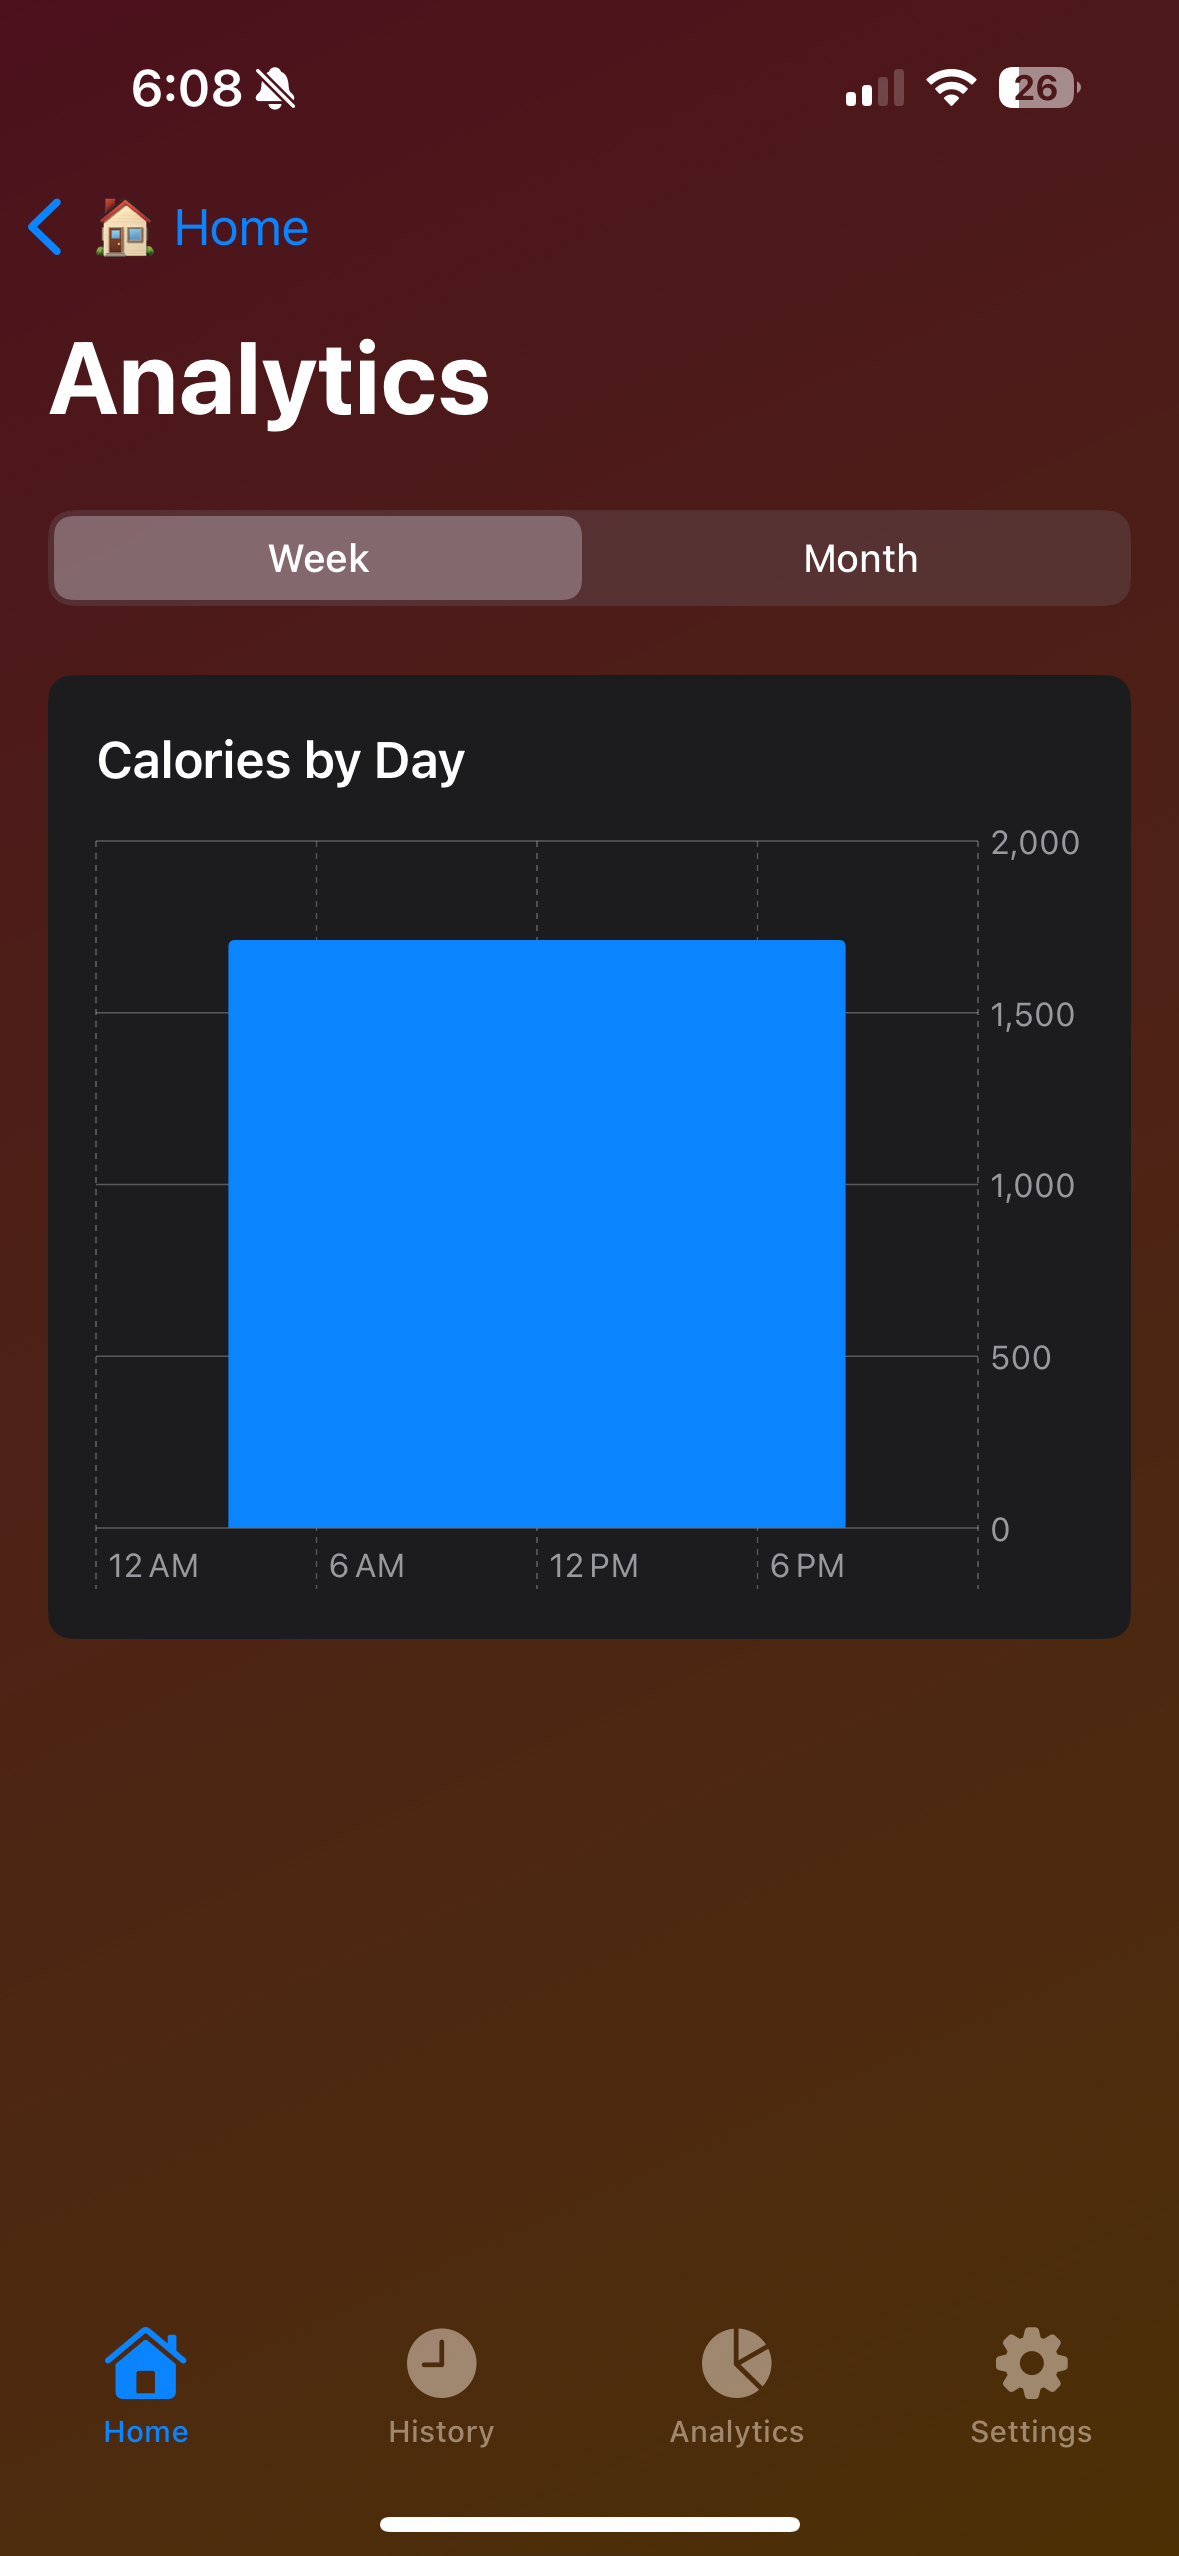 6:08
26
🏠 Home
Analytics
Week
Month
Calories by Day
2,000
1,500
1,000
500
0
12 AM
6 AM
12 PM
6 PM
Home
History
Analytics
Settings